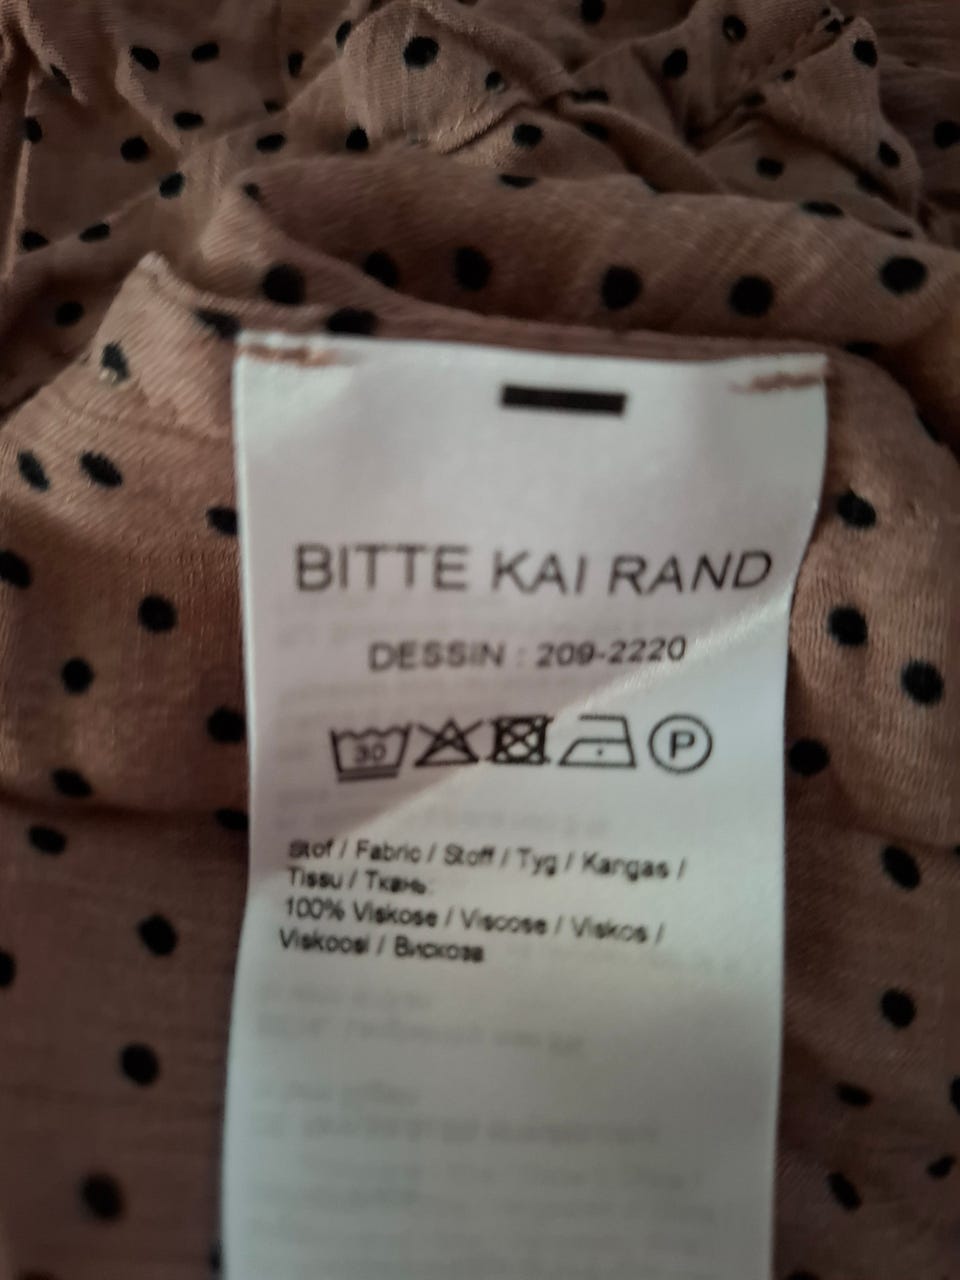 BITTE KAI RAND
DESSIN : 209-2220
30 P
Stof / Fabric / Stoff / Tyg / Kangas /
Tissu / Ткань:
100% Viskose / Viscose / Viskos /
Viskoosi / Вискоза